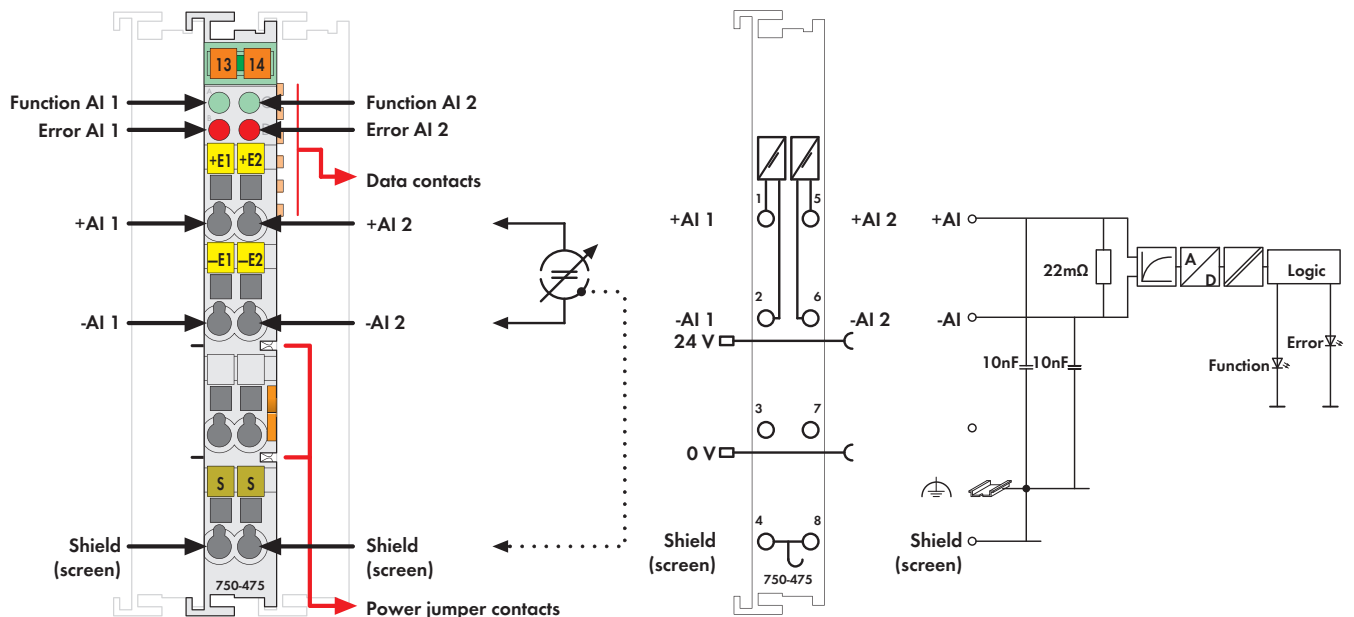 13 14
Function AI 1
Function AI 2
Error AI 1
Error AI 2
+E1 +E2
Data contacts
+AI 1
+AI 2
—E1 —E2
-AI 1
-AI 2
S S
Shield
(screen)
Shield
(screen)
750-475
Power jumper contacts
1
5
+AI 1
+AI 2
2
6
-AI 1
-AI 2
24 V
3
7
0 V
4
8
Shield
(screen)
750-475
+AI
22mΩ
A
D
Logic
-AI
10nF
10nF
Function
Error
Shield
(screen)